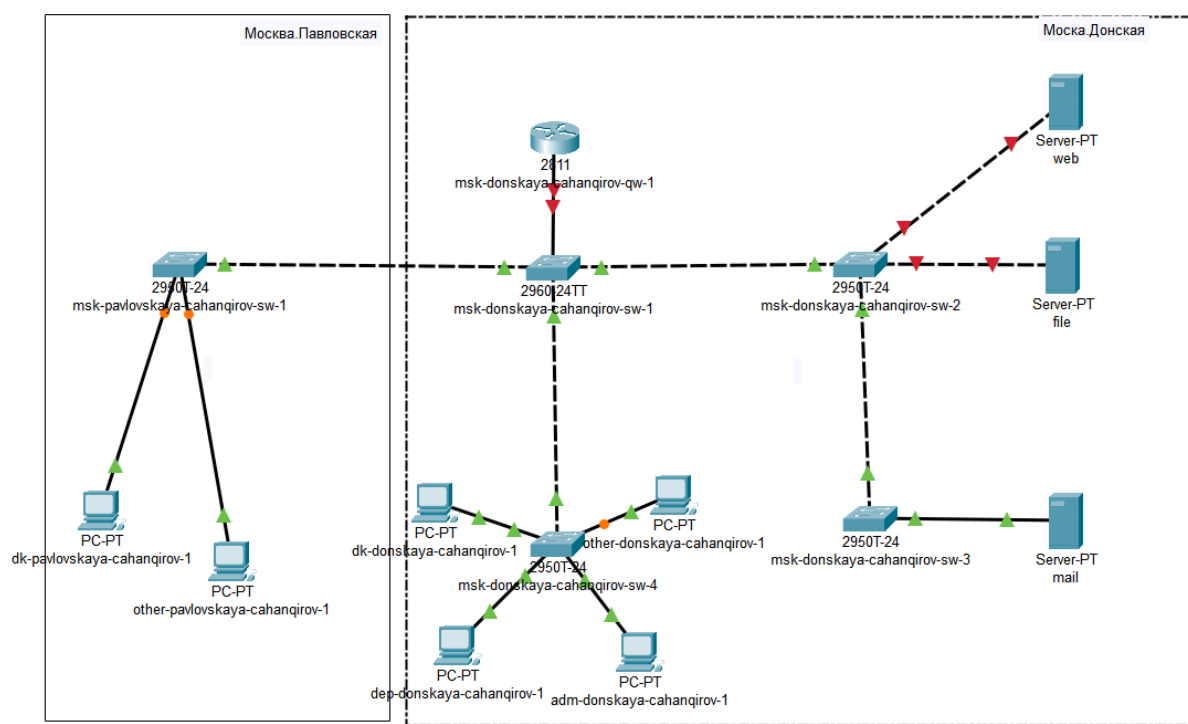 Москва.Павловская
Моска.Донская
Server-PT
web
2811
msk-donskaya-cahanqirov-qw-1
2950T-24
msk-pavlovskaya-cahanqirov-sw-1
2960-24TT
msk-donskaya-cahanqirov-sw-1
2950T-24
msk-donskaya-cahanqirov-sw-2
Server-PT
file
PC-PT
dk-pavlovskaya-cahanqirov-1
PC-PT
other-pavlovskaya-cahanqirov-1
PC-PT
dk-donskaya-cahanqirov-1
PC-PT
other-donskaya-cahanqirov-1
2950T-24
msk-donskaya-cahanqirov-sw-4
2950T-24
msk-donskaya-cahanqirov-sw-3
Server-PT
mail
PC-PT
dep-donskaya-cahanqirov-1
PC-PT
adm-donskaya-cahanqirov-1